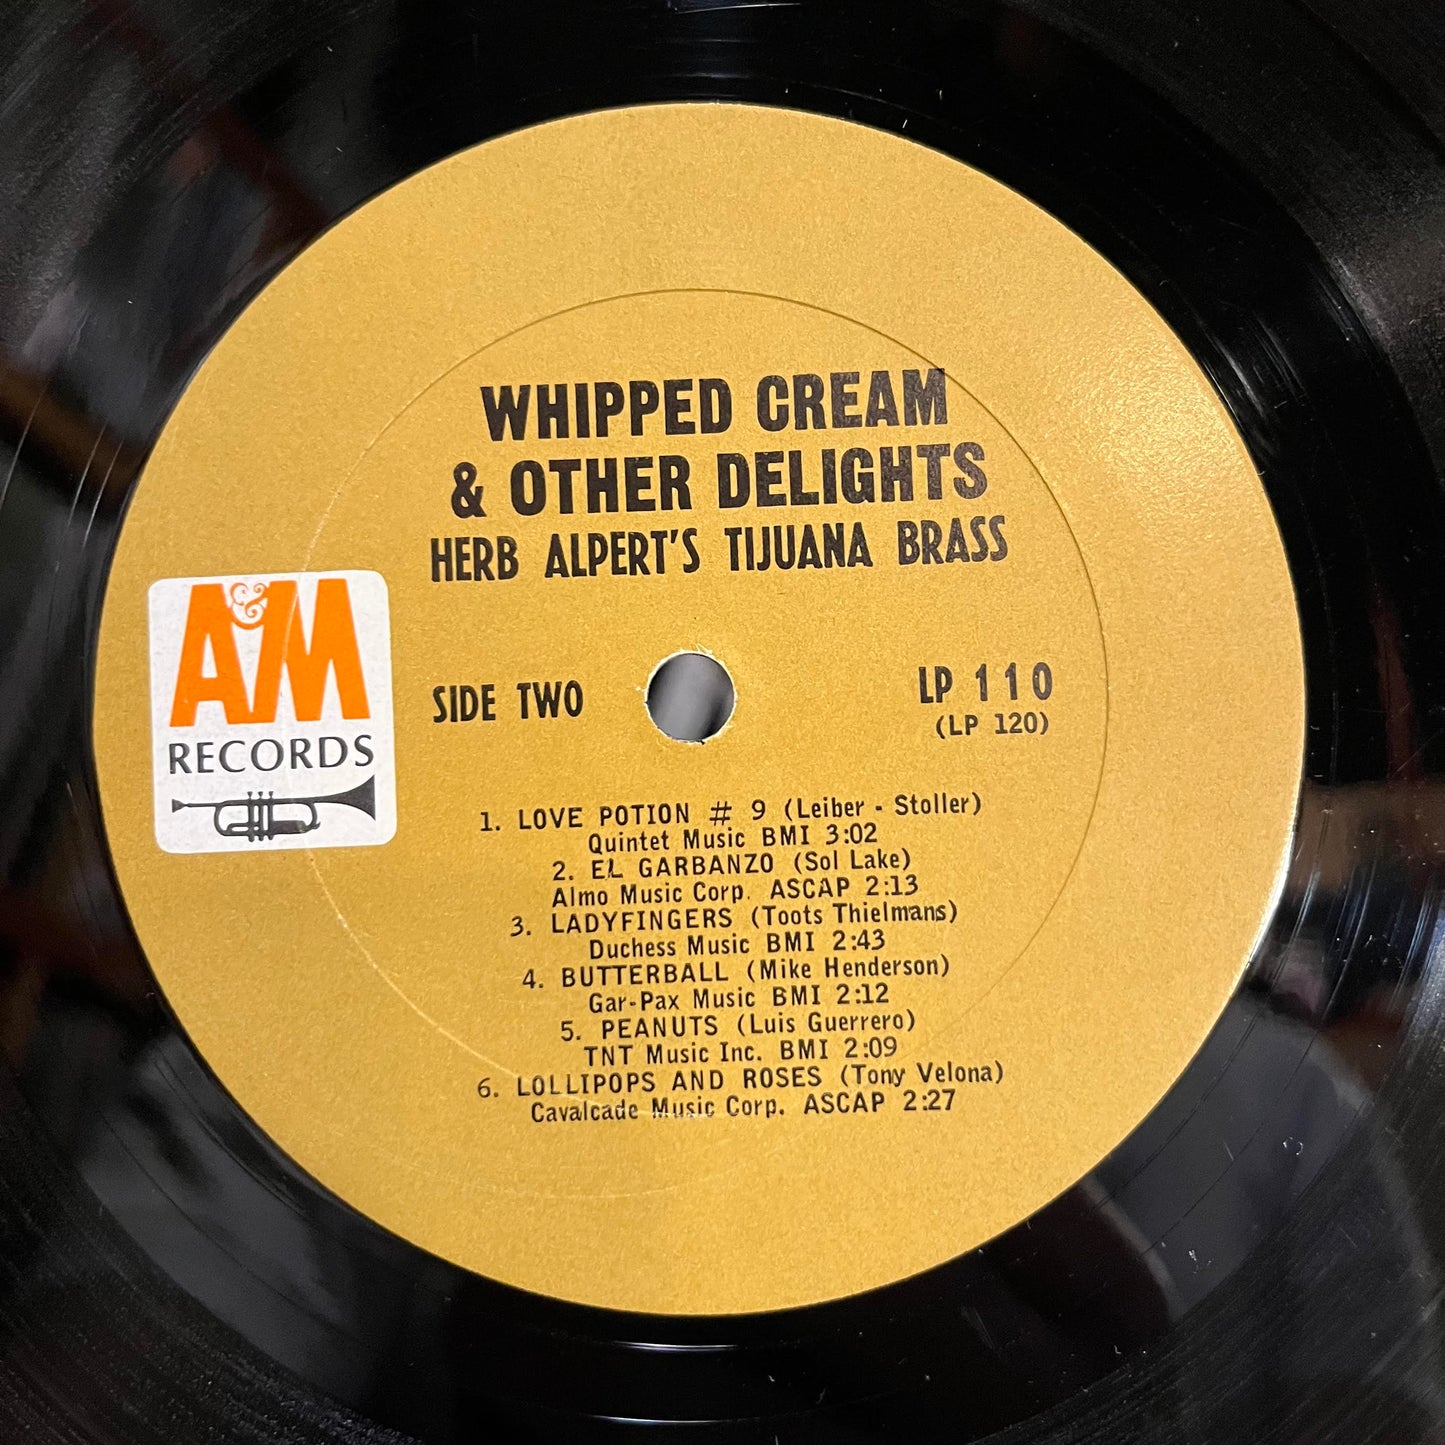 WHIPPED CREAM
& OTHER DELIGHTS
HERB ALPERT'S TIJUANA BRASS
A&M
RECORDS
SIDE TWO
LP 110
(LP 120)
1. LOVE POTION # 9 (Leiber - Stoller)
Quintet Music BMI 3:02
2. EL GARBANZO (Sol Lake)
Almo Music Corp. ASCAP 2:13
3. LADYFINGERS (Toots Thielmans)
Duchess Music BMI 2:43
4. BUTTERBALL (Mike Henderson)
Gar-Pax Music BMI 2:12
5. PEANUTS (Luis Guerrero)
TNT Music Inc. BMI 2:09
6. LOLLIPOPS AND ROSES (Tony Velona)
Cavalcade Music Corp. ASCAP 2:27